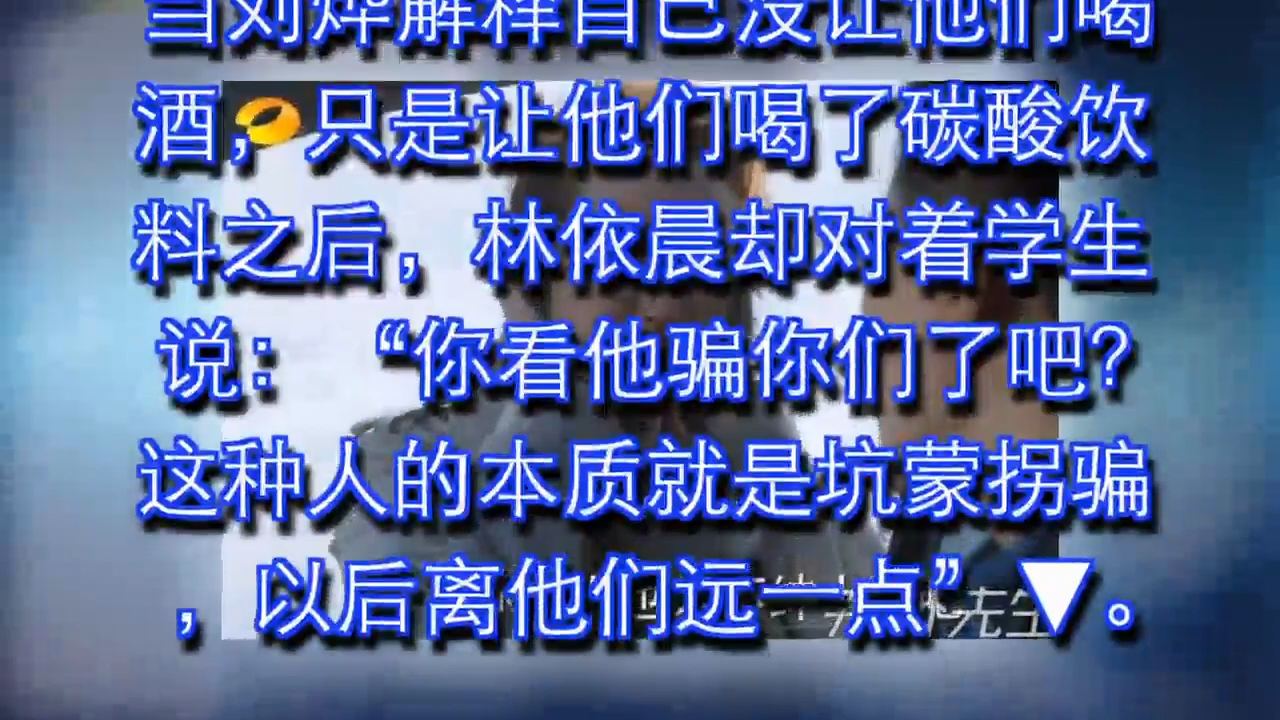 当刘烨解释自己没让他们喝
酒，只是让他们喝了碳酸饮
料之后，林依晨却对着学生
说：“你看他骗你们了吧？
这种人的本质就是坑蒙拐骗
，以后离他们远一点”▼。
先生